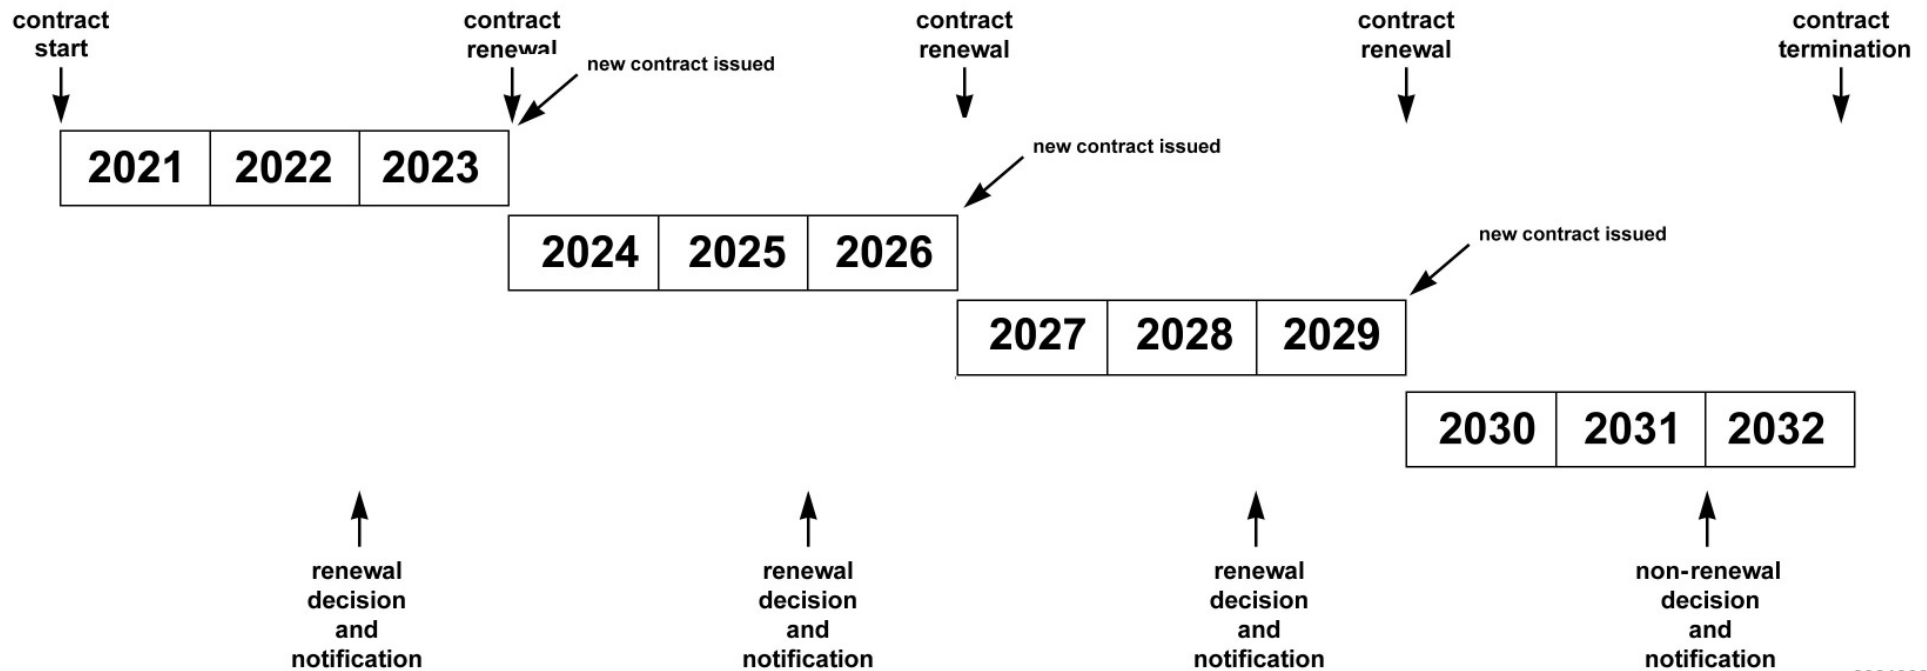 contract
start
contract
renewal
contract
renewal
contract
renewal
contract
termination
new contract issued
2021 2022 2023
new contract issued
2024 2025 2026
new contract issued
2027 2028 2029
2030 2031 2032
renewal
decision
and
notification
renewal
decision
and
notification
renewal
decision
and
notification
non-renewal
decision
and
notification